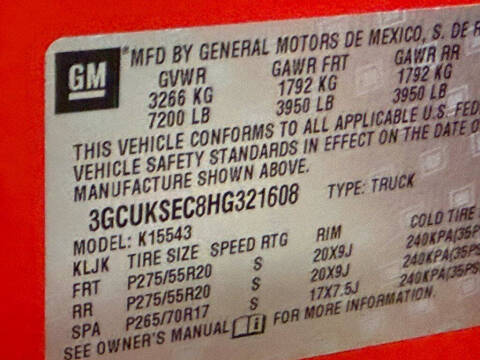 GM
*MFD BY GENERAL MOTORS DE MEXICO, S. DE R
GVWR GAWR FRT GAWR RR
3266 KG 1792 KG 1792 KG
7200 LB 3950 LB 3950 LB
THIS VEHICLE CONFORMS TO ALL APPLICABLE U.S. FED
VEHICLE SAFETY STANDARDS IN EFFECT ON THE DATE O
MANUFACTURE SHOWN ABOVE.
3GCUKSEC8HG321608 TYPE: TRUCK
MODEL: K15543
KLJK TIRE SIZE SPEED RTG RIM COLD TIRE
FRT P275/55R20 S 20X9J 240KPA(35P
RR P275/55R20 S 20X9J 240KPA(35PS
SPA P265/70R17 S 17X7.5J 240KPA(35PS
SEE OWNER'S MANUAL i FOR MORE INFORMATION.